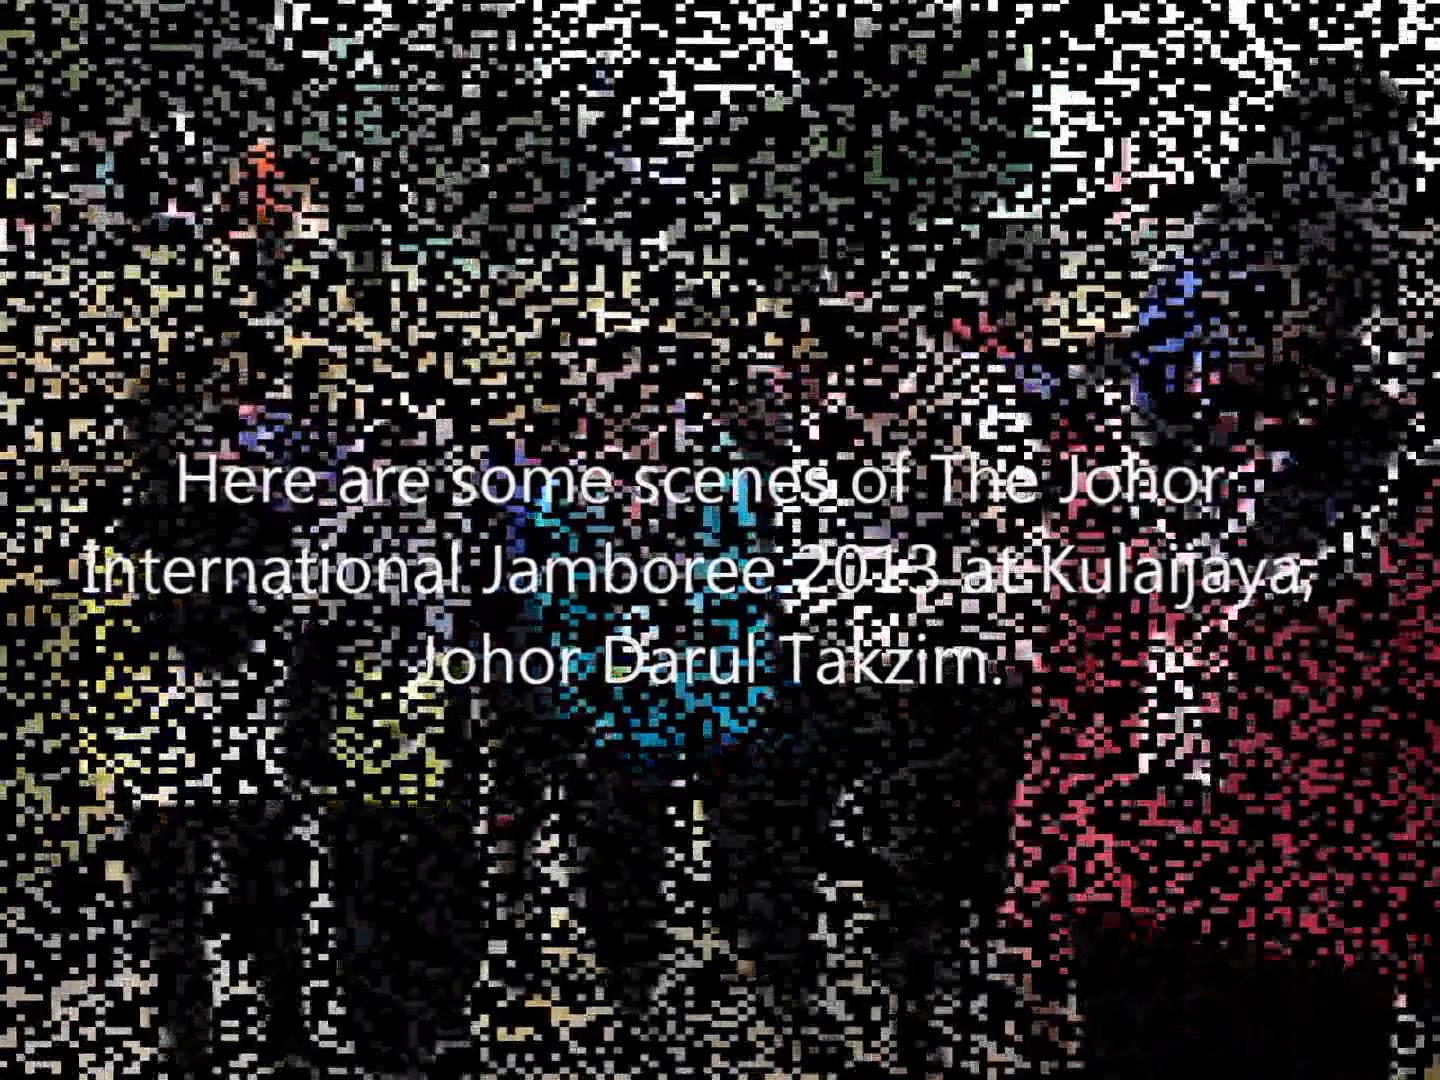 Here are some scenes of The Johor
International Jamboree 2013 at Kulaijaya,
Johor Darul Takzim.